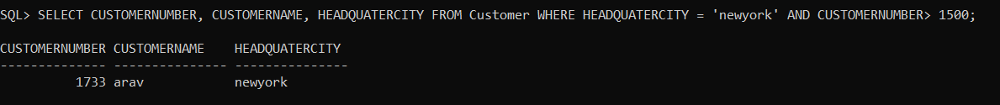 SQL> SELECT CUSTOMERNUMBER, CUSTOMERNAME, HEADQUATERCITY FROM Customer WHERE HEADQUATERCITY = 'newyork' AND CUSTOMERNUMBER> 1500;
CUSTOMERNUMBER CUSTOMERNAME    HEADQUATERCITY
-------------- --------------- ---------------
          1733 arav            newyork